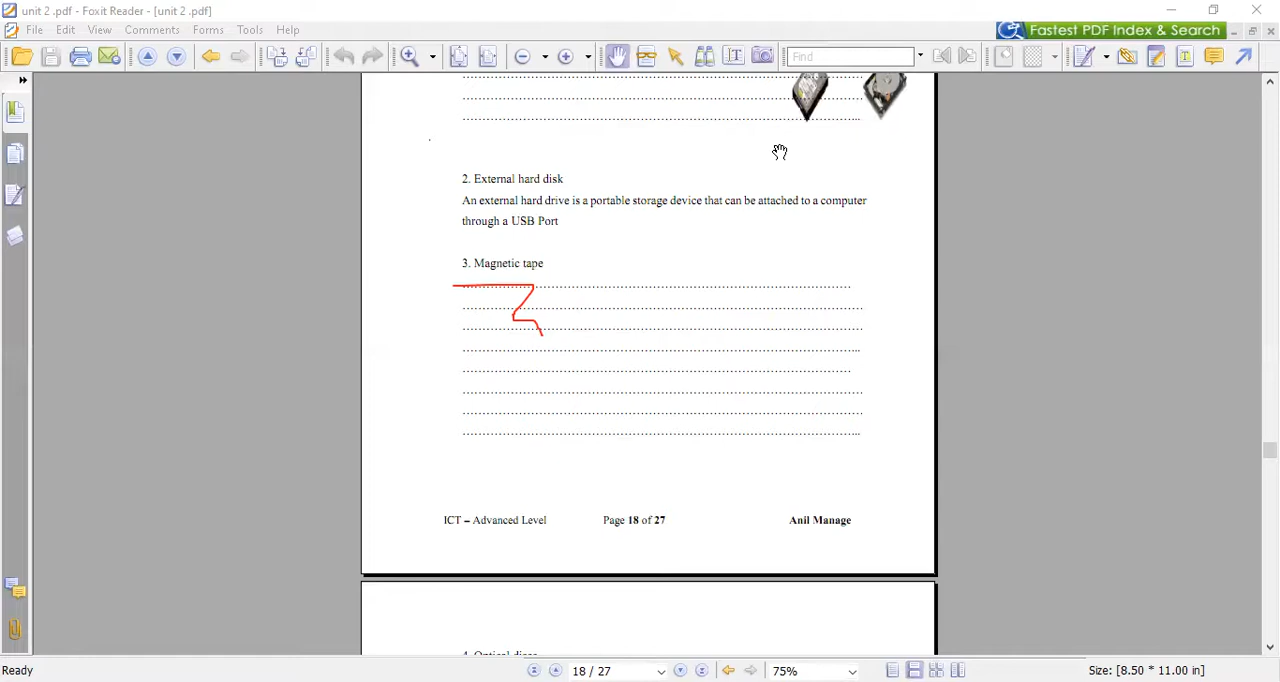 unit 2 .pdf - Foxit Reader - [unit 2 .pdf]
File Edit View Comments Forms Tools Help
Fastest PDF Index & Search
Find
2. External hard disk
An external hard drive is a portable storage device that can be attached to a computer
through a USB Port
3. Magnetic tape
ICT – Advanced Level Page 18 of 27 Anil Manage
4. Optical discs
Ready 18 / 27 75% Size: [8.50 * 11.00 in]